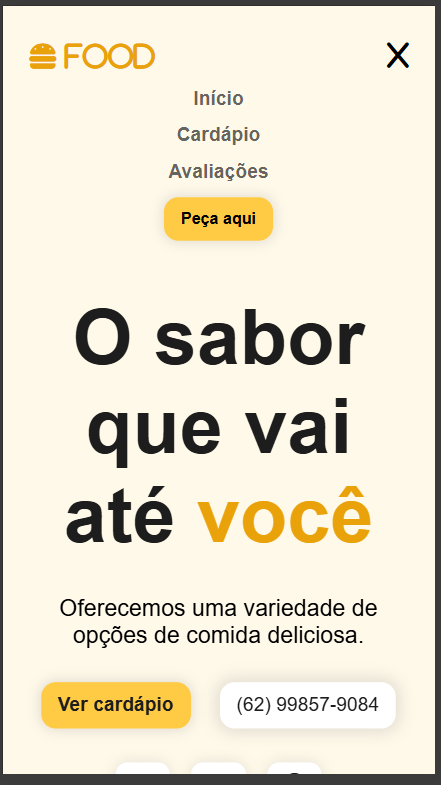 FOOD
Início
Cardápio
Avaliações
Peça aqui
O sabor
que vai
até você
Oferecemos uma variedade de
opções de comida deliciosa.
Ver cardápio
(62) 99857-9084